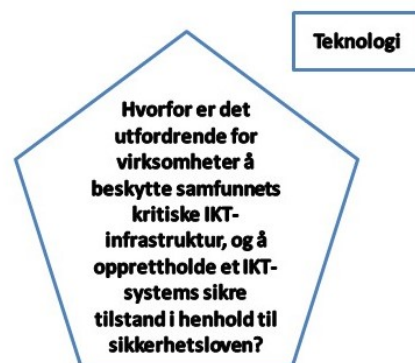 Teknologi
Hvorfor er det
utfordrende for
virksomheter å
beskytte samfunnets
kritiske IKT-
infrastruktur, og å
opprettholde et IKT-
systems sikre
tilstand i henhold til
sikkerhetsloven?